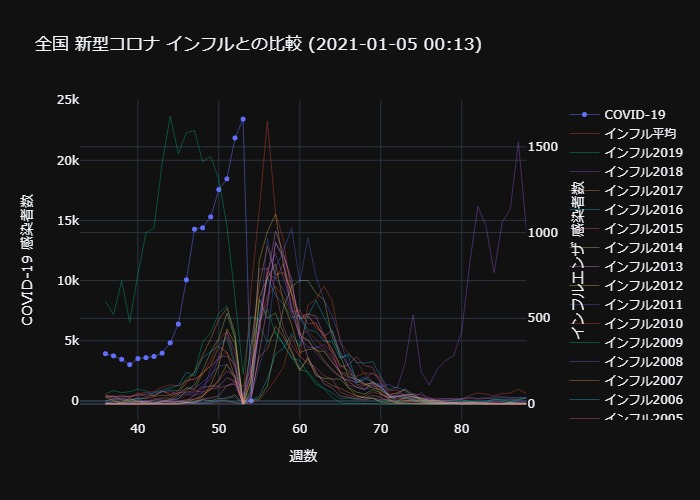 全国 新型コロナ インフルとの比較 (2021-01-05 00:13)
25k
20k
15k
10k
5k
0
COVID-19 感染者数
40
50
60
70
80
週数
1500
1000
500
0
インフルエンザ 感染者数
COVID-19
インフル平均
インフル2019
インフル2018
インフル2017
インフル2016
インフル2015
インフル2014
インフル2013
インフル2012
インフル2011
インフル2010
インフル2009
インフル2008
インフル2007
インフル2006
インフル2005